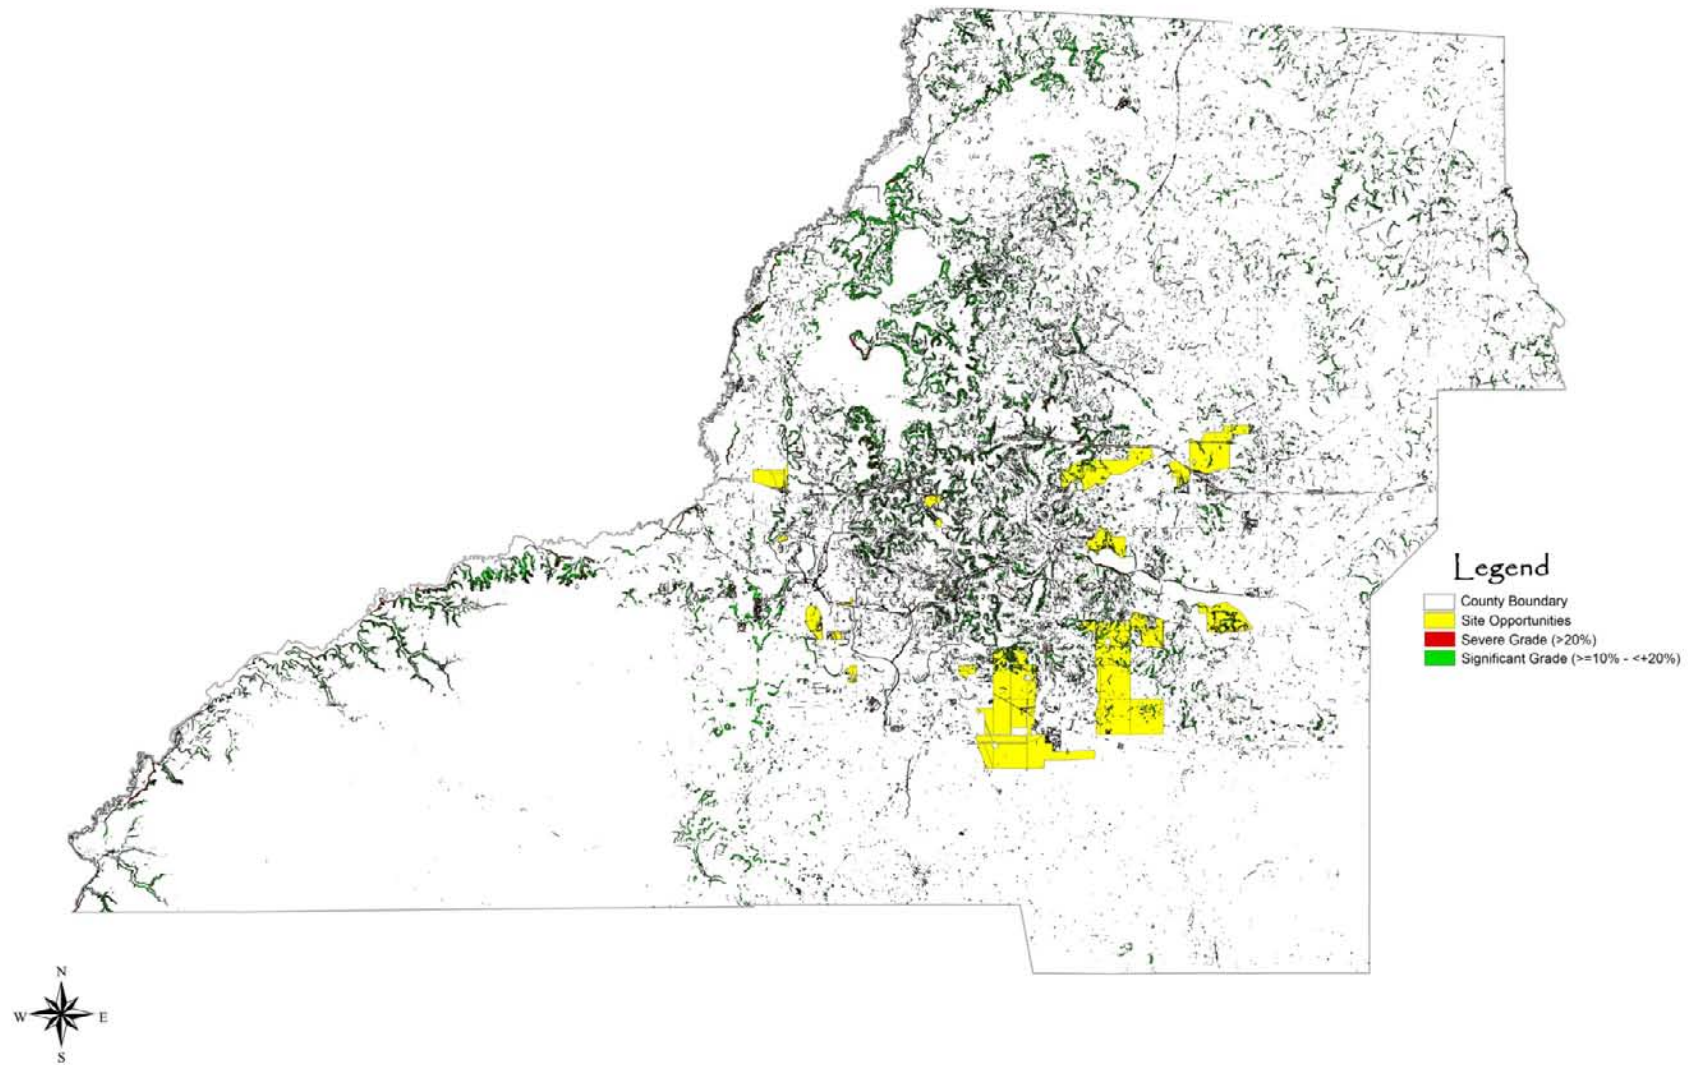 Legend
County Boundary
Site Opportunities
Severe Grade (>20%)
Significant Grade (>=10% - <+20%)
N
W E
S